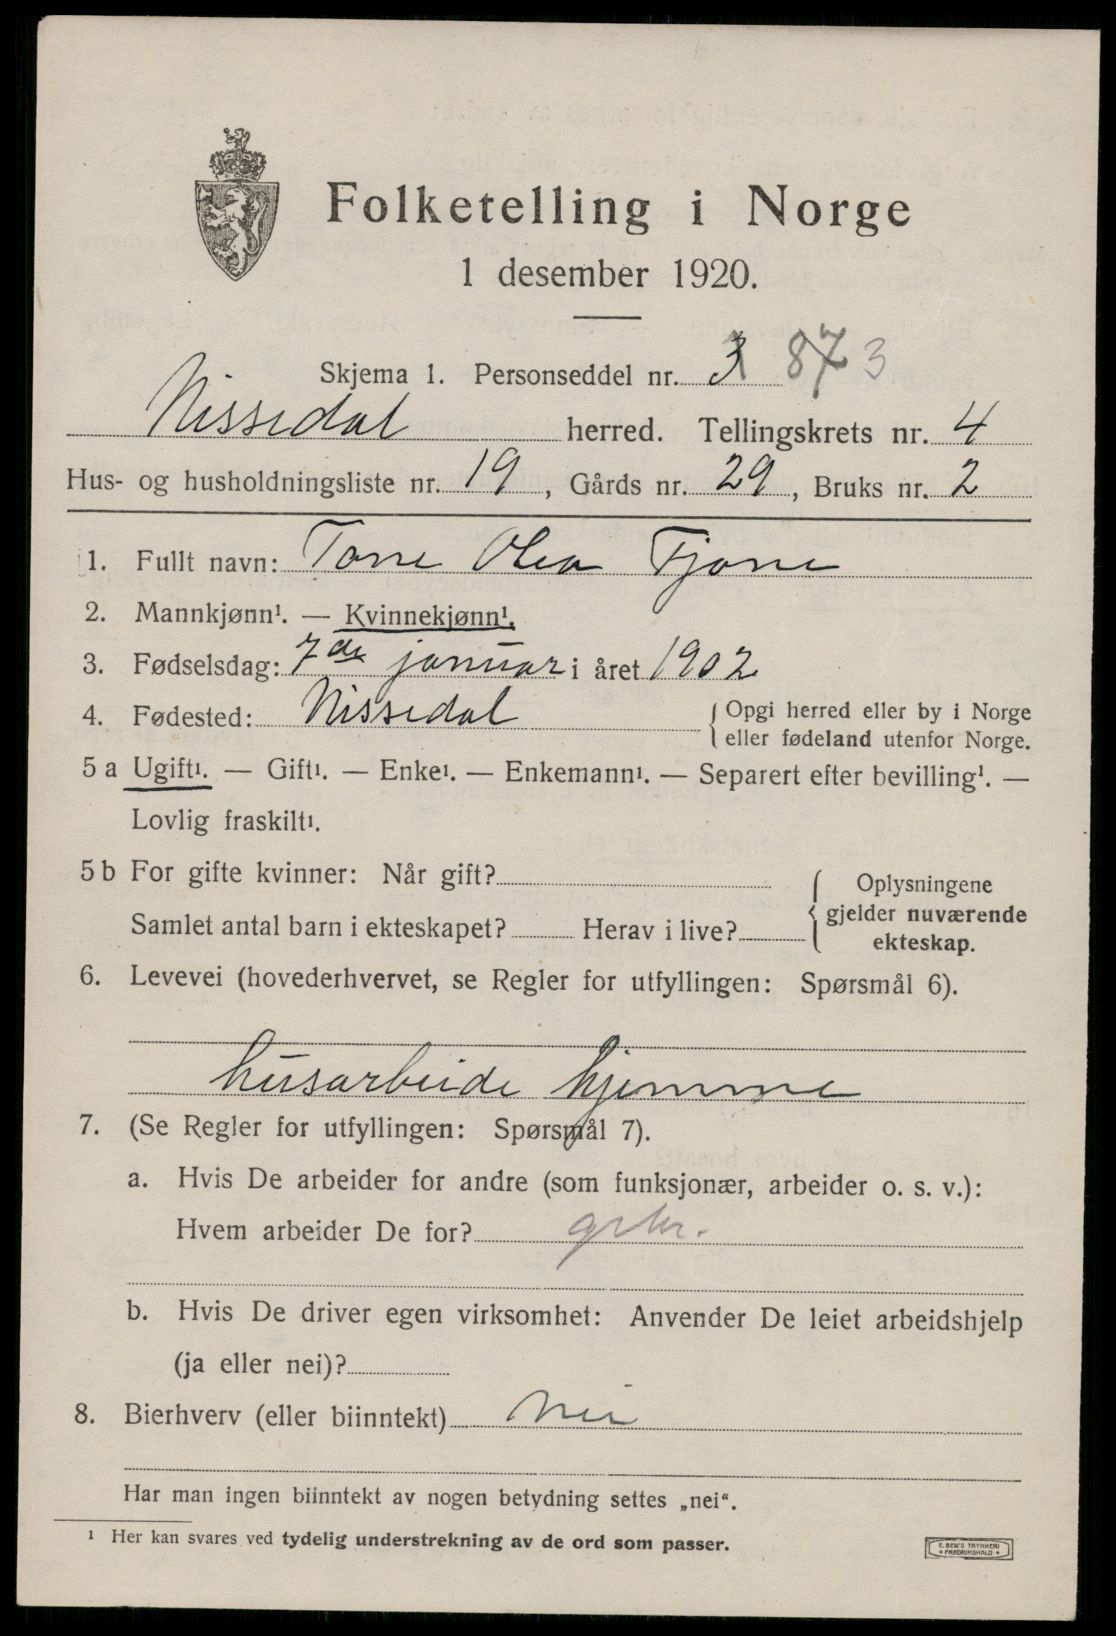 Folketelling i Norge
1 desember 1920.
Skjema 1. Personseddel nr. 3 873
Nissedal herred. Tellingskrets nr. 4
Hus- og husholdningsliste nr. 19, Gårds nr. 29, Bruks nr. 2
1. Fullt navn: Tone Olea Fjone
2. Mannkjønn¹. — Kvinnekjønn¹.
3. Fødselsdag: 7de januar i året 1902
4. Fødested: Nissedal { Opgi herred eller by i Norge
eller fødeland utenfor Norge.
5 a Ugift¹. — Gift¹. — Enke¹. — Enkemann¹. — Separert efter bevilling¹. —
Lovlig fraskilt¹.
5 b For gifte kvinner: Når gift?
Samlet antal barn i ekteskapet? Herav i live?
{ Oplysningene
gjelder nuværende
ekteskap.
6. Levevei (hovederhvervet, se Regler for utfyllingen: Spørsmål 6).
husarbeide hjemme
7. (Se Regler for utfyllingen: Spørsmål 7).
a. Hvis De arbeider for andre (som funksjonær, arbeider o. s. v.):
Hvem arbeider De for?
b. Hvis De driver egen virksomhet: Anvender De leiet arbeidshjelp
(ja eller nei)?
8. Bierhverv (eller biinntekt) Nei
Har man ingen biinntekt av nogen betydning settes „nei“.
¹ Her kan svares ved tydelig understrekning av de ord som passer.
E. SEM'S TRYKKERI
• FREDRIKSHALD •